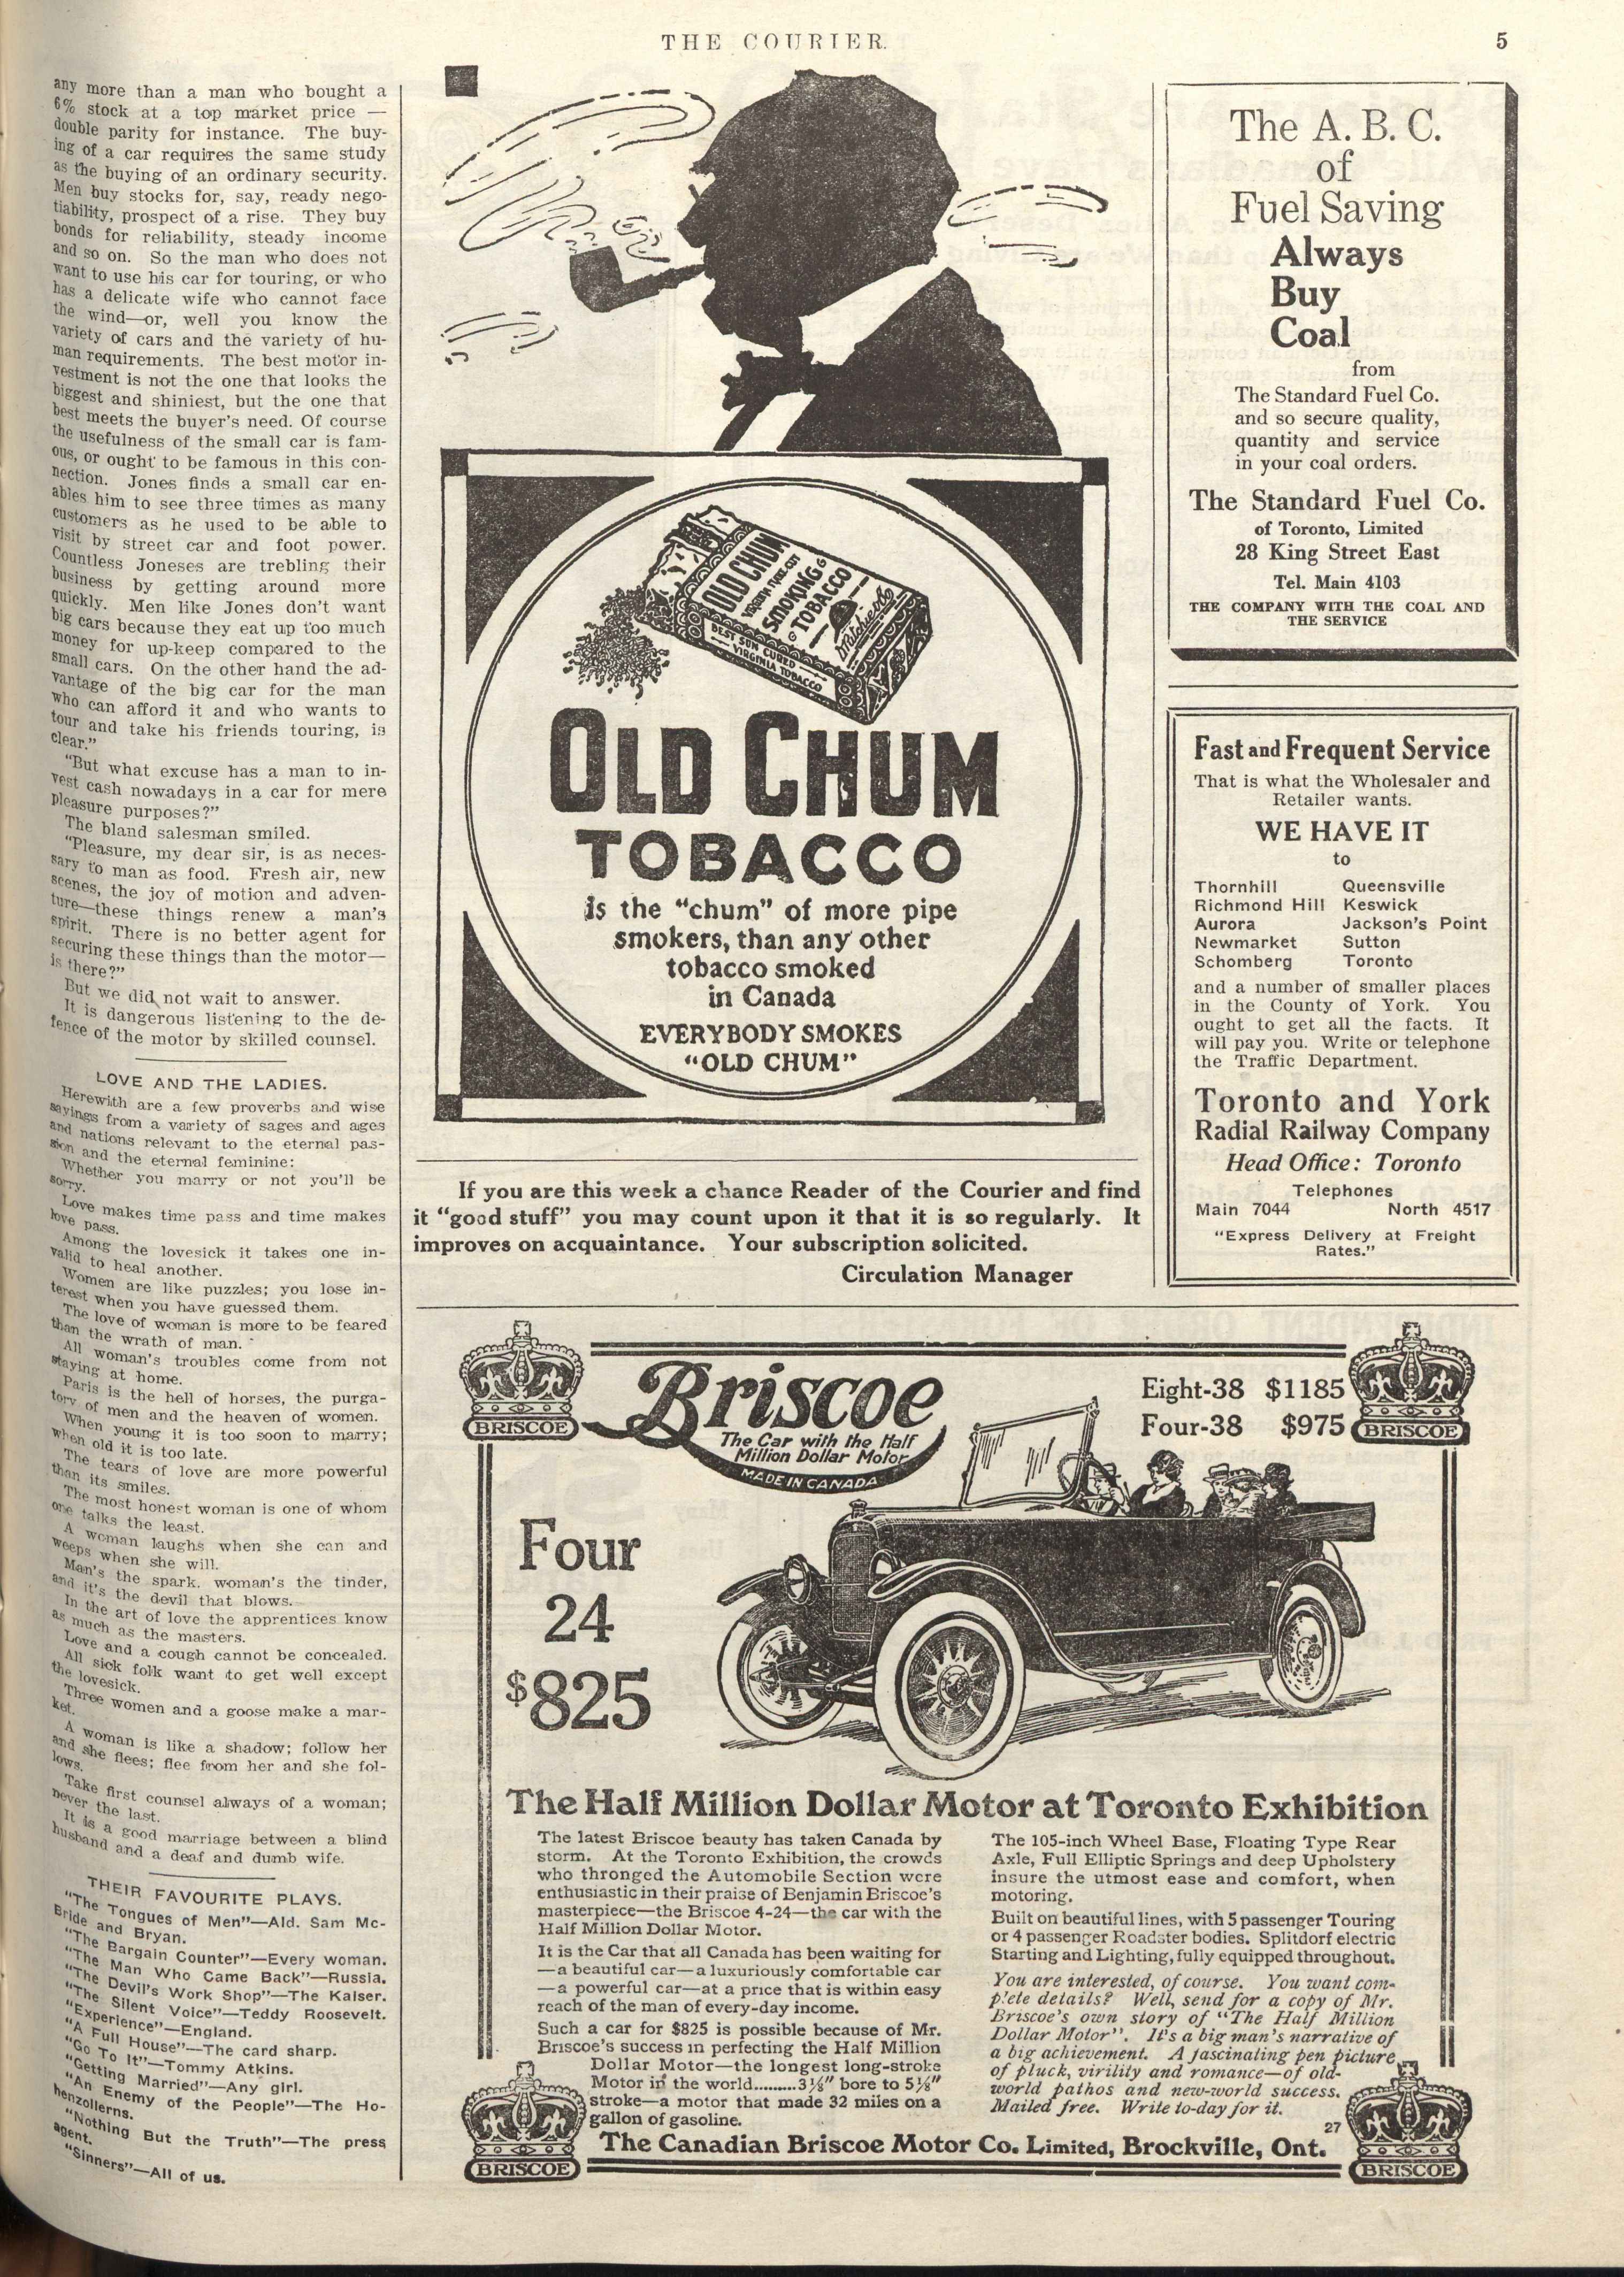 THE COURIER.
5
any more than a man who bought a
6% stock at a top market price —
double parity for instance. The buy-
ing of a car requires the same study
as the buying of an ordinary security.
Men buy stocks for, say, ready nego-
tiability, prospect of a rise. They buy
bonds for reliability, steady income
and so on. So the man who does not
want to use his car for touring, or who
has a delicate wife who cannot face
the wind—or, well you know the
variety of cars and the variety of hu-
man requirements. The best motor in-
vestment is not the one that looks the
biggest and shiniest, but the one that
best meets the buyer's need. Of course
the usefulness of the small car is fam-
ous, or ought to be famous in this con-
nection. Jones finds a small car en-
ables him to see three times as many
customers as he used to be able to
visit by street car and foot power.
Countless Joneses are trebling their
business by getting around more
quickly. Men like Jones don't want
big cars because they eat up too much
money for up-keep compared to the
small cars. On the other hand the ad-
vantage of the big car for the man
who can afford it and who wants to
tour and take his friends touring, is
clear."
"But what excuse has a man to in-
vest cash nowadays in a car for mere
pleasure purposes?"
The bland salesman smiled.
"Pleasure, my dear sir, is as neces-
sary to man as food. Fresh air, new
scenes, the joy of motion and adven-
ture—these things renew a man's
spirit. There is no better agent for
securing these things than the motor—
is there?"
But we did not wait to answer.
It is dangerous listening to the de-
fence of the motor by skilled counsel.
LOVE AND THE LADIES.
Herewith are a few proverbs and wise
sayings from a variety of sages and ages
and nations relevant to the eternal pas-
sion and the eternal feminine:
Whether you marry or not you'll be
sorry.
Love makes time pass and time makes
love pass.
Among the lovesick it takes one in-
valid to heal another.
Women are like puzzles; you lose in-
terest when you have guessed them.
The love of woman is more to be feared
than the wrath of man.
All woman's troubles come from not
staying at home.
Paris is the hell of horses, the purga-
tory of men and the heaven of women.
When young it is too soon to marry;
when old it is too late.
The tears of love are more powerful
than its smiles.
The most honest woman is one of whom
one talks the least.
A woman laughs when she can and
weeps when she will.
Man's the spark, woman's the tinder,
and it's the devil that blows.
In the art of love the apprentices know
as much as the masters.
Love and a cough cannot be concealed.
All sick folk want to get well except
the lovesick.
Three women and a goose make a mar-
ket.
A woman is like a shadow; follow her
and she flees; flee from her and she fol-
lows.
Take first counsel always of a woman;
never the last.
It is a good marriage between a blind
husband and a deaf and dumb wife.
THEIR FAVOURITE PLAYS.
"The Tongues of Men"—Ald. Sam Mc-
Bride and Bryan.
"The Bargain Counter"—Every woman.
"The Man Who Came Back"—Russia.
"The Devil's Work Shop"—The Kaiser.
"The Silent Voice"—Teddy Roosevelt.
"Experience"—England.
"A Full House"—The card sharp.
"Go To It"—Tommy Atkins.
"Getting Married"—Any girl.
"An Enemy of the People"—The Ho-
henzollerns.
"Nothing But the Truth"—The press
agent.
"Sinners"—All of us.
OLD CHUM
VIRGINIA FLAKE CUT
SMOKING
TOBACCO
D. Ritchie & Co
BEST SUN CURED
VIRGINIA TOBACCO
OLD CHUM
TOBACCO
is the "chum" of more pipe
smokers, than any other
tobacco smoked
in Canada
EVERYBODY SMOKES
"OLD CHUM"
If you are this week a chance Reader of the Courier and find
it "good stuff" you may count upon it that it is so regularly. It
improves on acquaintance. Your subscription solicited.
Circulation Manager
The A. B. C.
of
Fuel Saving
Always
Buy
Coal
from
The Standard Fuel Co.
and so secure quality,
quantity and service
in your coal orders.
The Standard Fuel Co.
of Toronto, Limited
28 King Street East
Tel. Main 4103
THE COMPANY WITH THE COAL AND
THE SERVICE
Fast and Frequent Service
That is what the Wholesaler and
Retailer wants.
WE HAVE IT
to
Thornhill Queensville
Richmond Hill Keswick
Aurora Jackson's Point
Newmarket Sutton
Schomberg Toronto
and a number of smaller places
in the County of York. You
ought to get all the facts. It
will pay you. Write or telephone
the Traffic Department.
Toronto and York
Radial Railway Company
Head Office: Toronto
Telephones
Main 7044 North 4517
"Express Delivery at Freight
Rates."
BRISCOE
Briscoe
The Car with the Half
Million Dollar Motor
MADE IN CANADA
Eight-38 $1185
Four-38 $975
BRISCOE
Four
24
$825
The Half Million Dollar Motor at Toronto Exhibition
The latest Briscoe beauty has taken Canada by
storm. At the Toronto Exhibition, the crowds
who thronged the Automobile Section were
enthusiastic in their praise of Benjamin Briscoe's
masterpiece—the Briscoe 4-24—the car with the
Half Million Dollar Motor.
It is the Car that all Canada has been waiting for
—a beautiful car—a luxuriously comfortable car
—a powerful car—at a price that is within easy
reach of the man of every-day income.
Such a car for $825 is possible because of Mr.
Briscoe's success in perfecting the Half Million
Dollar Motor—the longest long-stroke
Motor in the world.........3⅛" bore to 5⅛"
stroke—a motor that made 32 miles on a
gallon of gasoline.
The 105-inch Wheel Base, Floating Type Rear
Axle, Full Elliptic Springs and deep Upholstery
insure the utmost ease and comfort, when
motoring.
Built on beautiful lines, with 5 passenger Touring
or 4 passenger Roadster bodies. Splitdorf electric
Starting and Lighting, fully equipped throughout.
You are interested, of course. You want com-
plete details? Well, send for a copy of Mr.
Briscoe's own story of "The Half Million
Dollar Motor". It's a big man's narrative of
a big achievement. A fascinating pen picture
of pluck, virility and romance—of old-
world pathos and new-world success.
Mailed free. Write to-day for it.
27
The Canadian Briscoe Motor Co. Limited, Brockville, Ont.
BRISCOE
BRISCOE